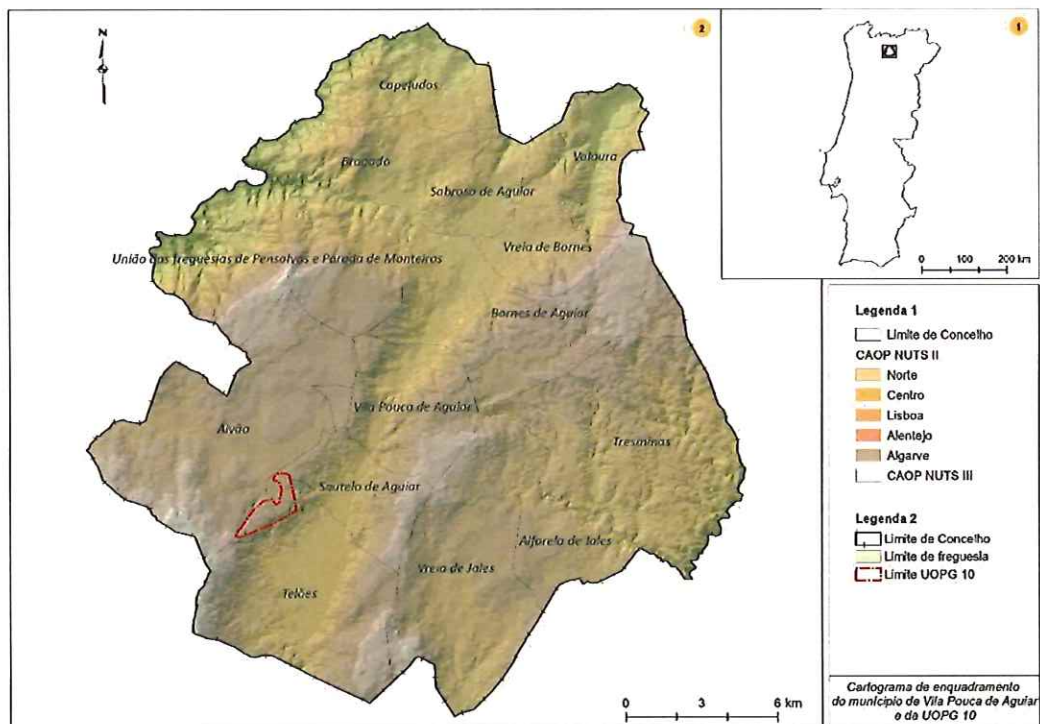 N
2
1
Capeludos
Bragado
Valoura
Sabroso de Aguiar
Vreia de Bornes
União das freguesias de Pensalvos e Parada de Monteiros
Bornes de Aguiar
Vila Pouca de Aguiar
Alvão
Tresminas
Soutelo de Aguiar
Alfarela de Jales
Vreia de Jales
Telões
0 3 6 km
0 100 200 km
Legenda 1
Limite de Concelho
CAOP NUTS II
Norte
Centro
Lisboa
Alentejo
Algarve
CAOP NUTS III
Legenda 2
Limite de Concelho
Limite de freguesia
Limite UOPG 10
Cartograma de enquadramento
do município de Vila Pouca de Aguiar
e da UOPG 10